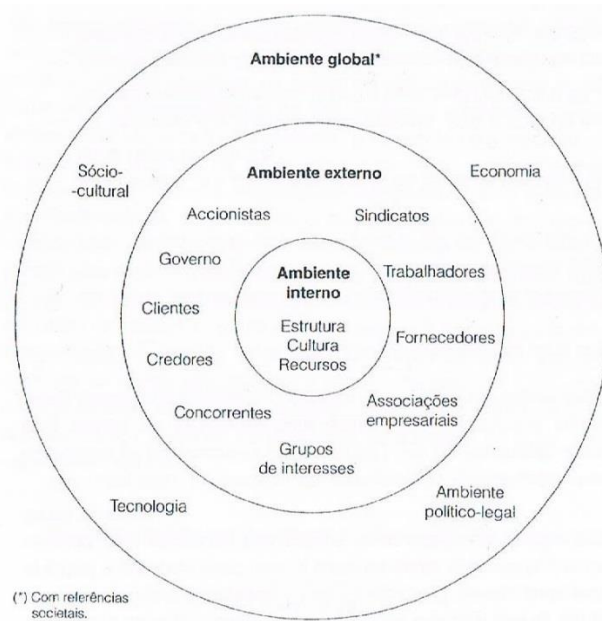 Ambiente global*
Sócio-
-cultural
Economia
Ambiente externo
Accionistas
Sindicatos
Governo
Trabalhadores
Ambiente
interno
Estrutura
Cultura
Recursos
Clientes
Fornecedores
Credores
Concorrentes
Associações
empresariais
Grupos
de interesses
Tecnologia
Ambiente
político-legal
(*) Com referências
societais.